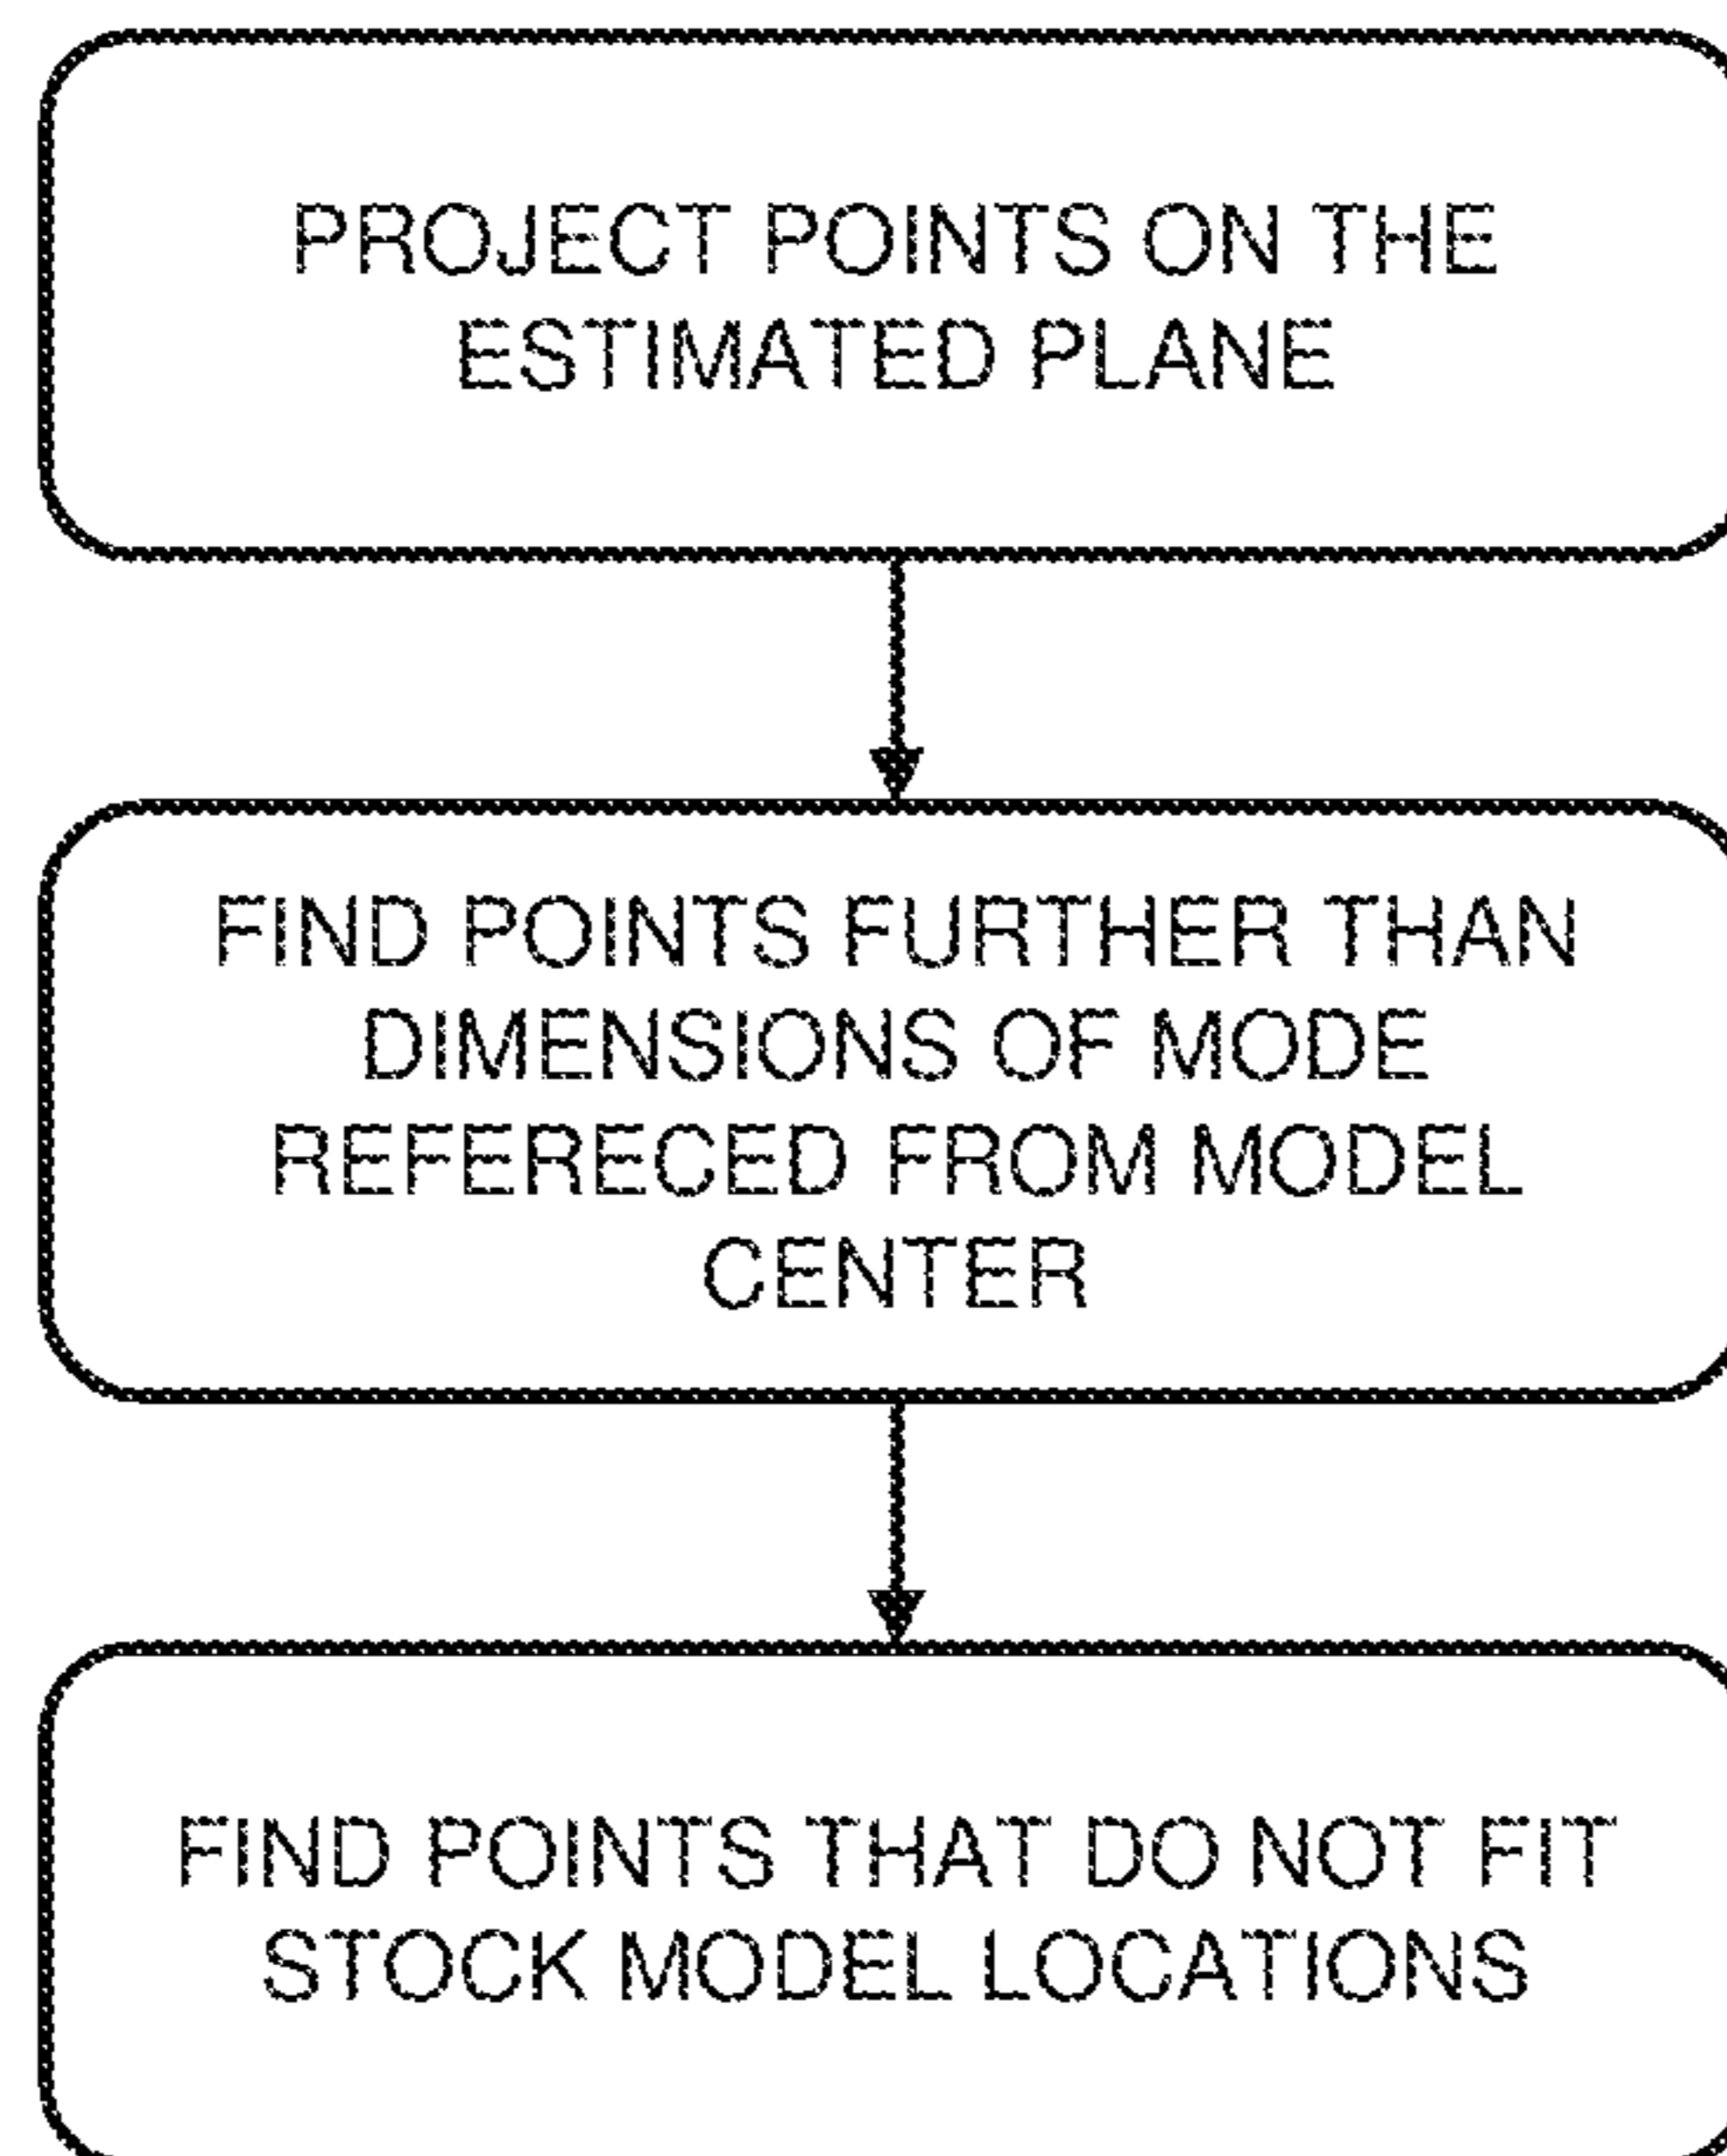 PROJECT POINTS ON THE
ESTIMATED PLANE
FIND POINTS FURTHER THAN
DIMENSIONS OF MODE
REFERECED FROM MODEL
CENTER
FIND POINTS THAT DO NOT FIT
STOCK MODEL LOCATIONS